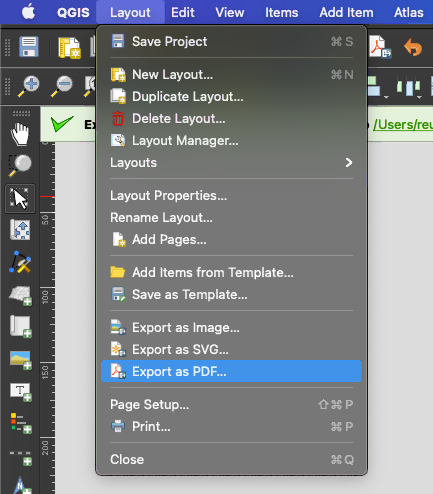 QGIS Layout Edit View Items Add Item Atlas
Save Project ⌘ S
New Layout... ⌘ N
Duplicate Layout...
Delete Layout...
Layout Manager...
Layouts
Layout Properties...
Rename Layout...
Add Pages...
Add Items from Template...
Save as Template...
Export as Image...
Export as SVG...
Export as PDF...
Page Setup... ⇧ ⌘ P
Print... ⌘ P
Close ⌘ Q
/Users/reu
50
100
150
200